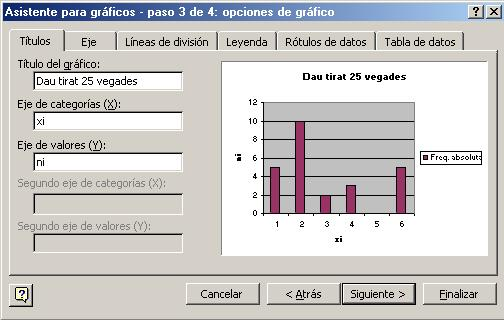 Asistente para gráficos - paso 3 de 4: opciones de gráfico
Títulos Eje Líneas de división Leyenda Rótulos de datos Tabla de datos
Título del gráfico:
Dau tirat 25 vegades
Eje de categorías (X):
xi
Eje de valores (Y):
ni
Segundo eje de categorías (X):
Segundo eje de valores (Y):
Dau tirat 25 vegades
12
10
8
6
4
2
0
ni
1 2 3 4 5 6
xi
Freq. absoluta
Cancelar < Atrás Siguiente > Finalizar